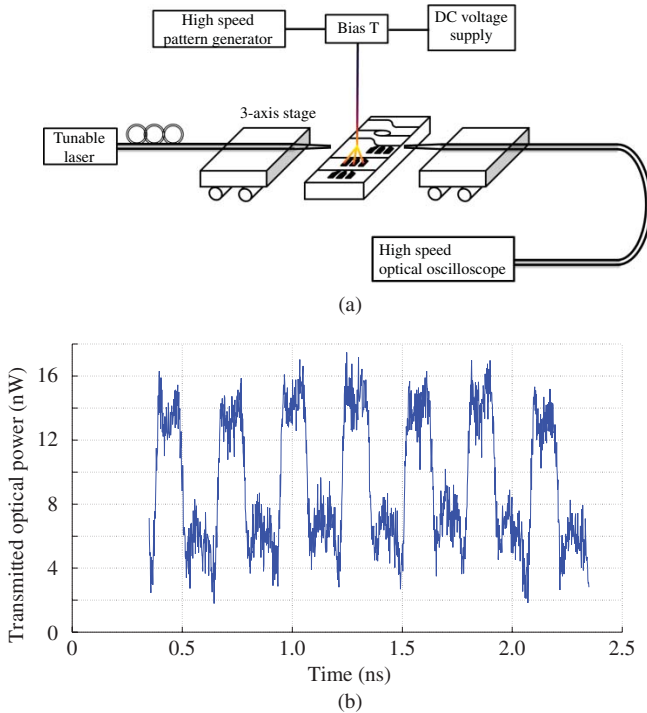 High speed
pattern generator
Bias T
DC voltage
supply
3-axis stage
Tunable
laser
High speed
optical oscilloscope
(a)
Transmitted optical power (nW)
16
12
8
4
0
0.5
1.0
1.5
2.0
2.5
Time (ns)
(b)